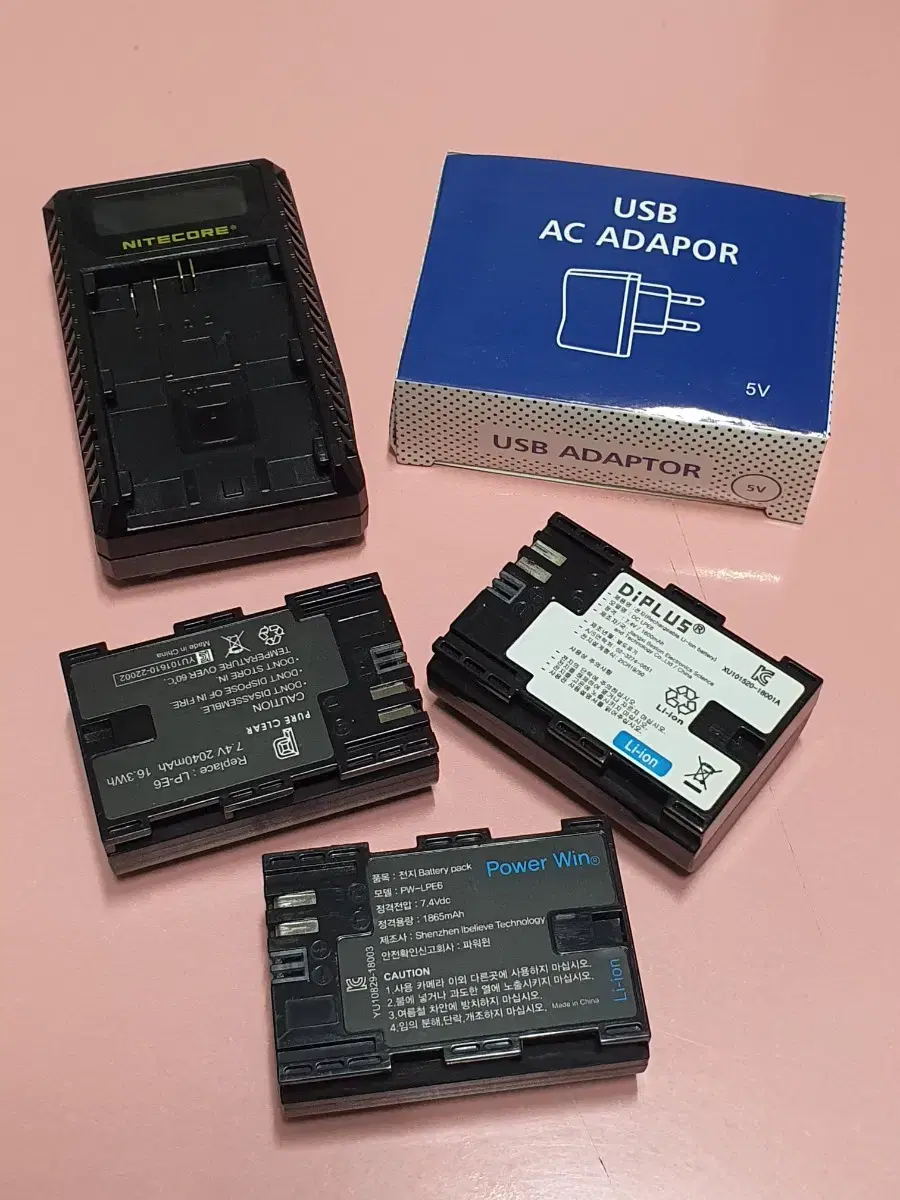 NITECORE®
USB
AC ADAPOR
5V
USB ADAPTOR
5V
DiPLUS®
XU101520-18001A
Li-ion
Li-ion
PURE CLEAR
Replace : LP-E6
7.4V 2040mAh 16.3Wh
CAUTION
•DON'T DISASSEMBLE.
•DON'T DISPOSE OF IN FIRE
•DON'T STORE IN
TEMPERATURE OVER 60℃.
YU101610-22002
Made in China
Power Win®
품목 : 전지 Battery pack
모델 : PW-LPE6
정격전압 : 7.4Vdc
정격용량 : 1865mAh
제조사 : Shenzhen Ibelieve Technology
안전확인신고회사 : 파워윈
YU10829-18003
CAUTION
1.사용 카메라 이외 다른곳에 사용하지 마십시오.
2.불에 넣거나 과도한 열에 노출시키지 마십시오.
3.여름철 차안에 방치하지 마십시오.
4.임의 분해,단락,개조하지 마십시오.
Made in China
Li-ion